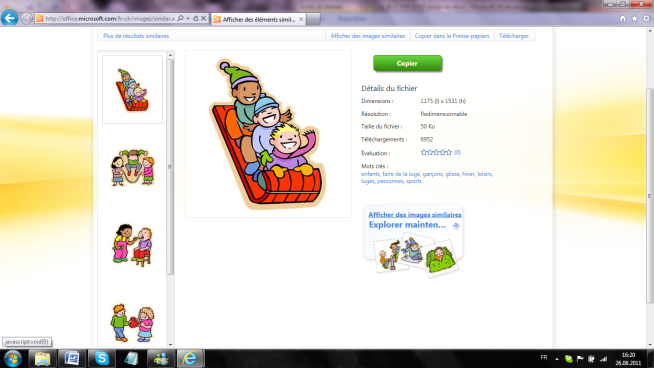 http://office.microsoft.com/fr-ch/images/similar.a
Afficher des éléments simil...
Plus de résultats similaires
Afficher des images similaires
Copier dans le Presse-papiers
Télécharger
Copier
Détails du fichier
Dimensions : 1175 (l) x 1531 (h)
Résolution : Redimensionnable
Taille du fichier : 50 Ko
Téléchargements : 6952
Évaluation : (0)
Mots clés :
enfants, faire de la luge, garçons, glisse, hiver, loisirs,
luges, personnes, sports
Afficher des images similaires
Explorer mainten...
javascript:void(0)
FR
16:20
26.08.2011